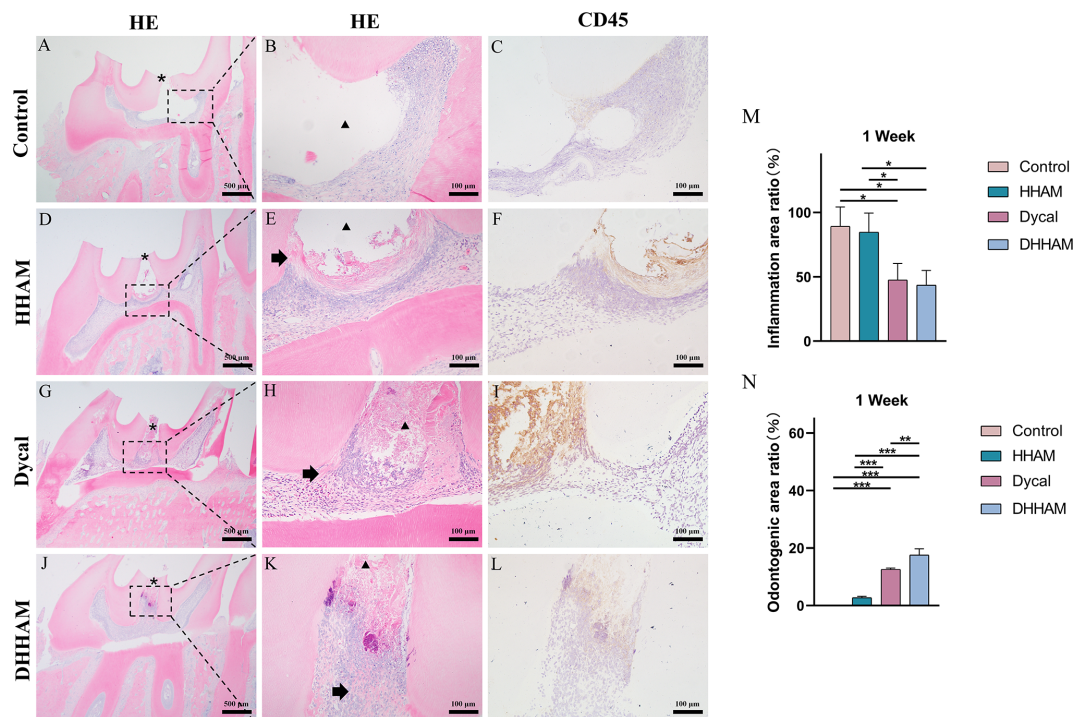 HE
HE
CD45
Control
A
*
500 μm
B
▲
100 μm
C
100 μm
HHAM
D
*
500 μm
E
▲
100 μm
F
100 μm
Dycal
G
*
500 μm
H
▲
100 μm
I
100 μm
DHHAM
J
*
500 μm
K
▲
100 μm
L
100 μm
M
1 Week
Inflammation area ratio (%)
100
50
0
*
*
*
*
Control
HHAM
Dycal
DHHAM
N
1 Week
Odontogenic area ratio (%)
60
40
20
0
**
***
***
***
***
Control
HHAM
Dycal
DHHAM